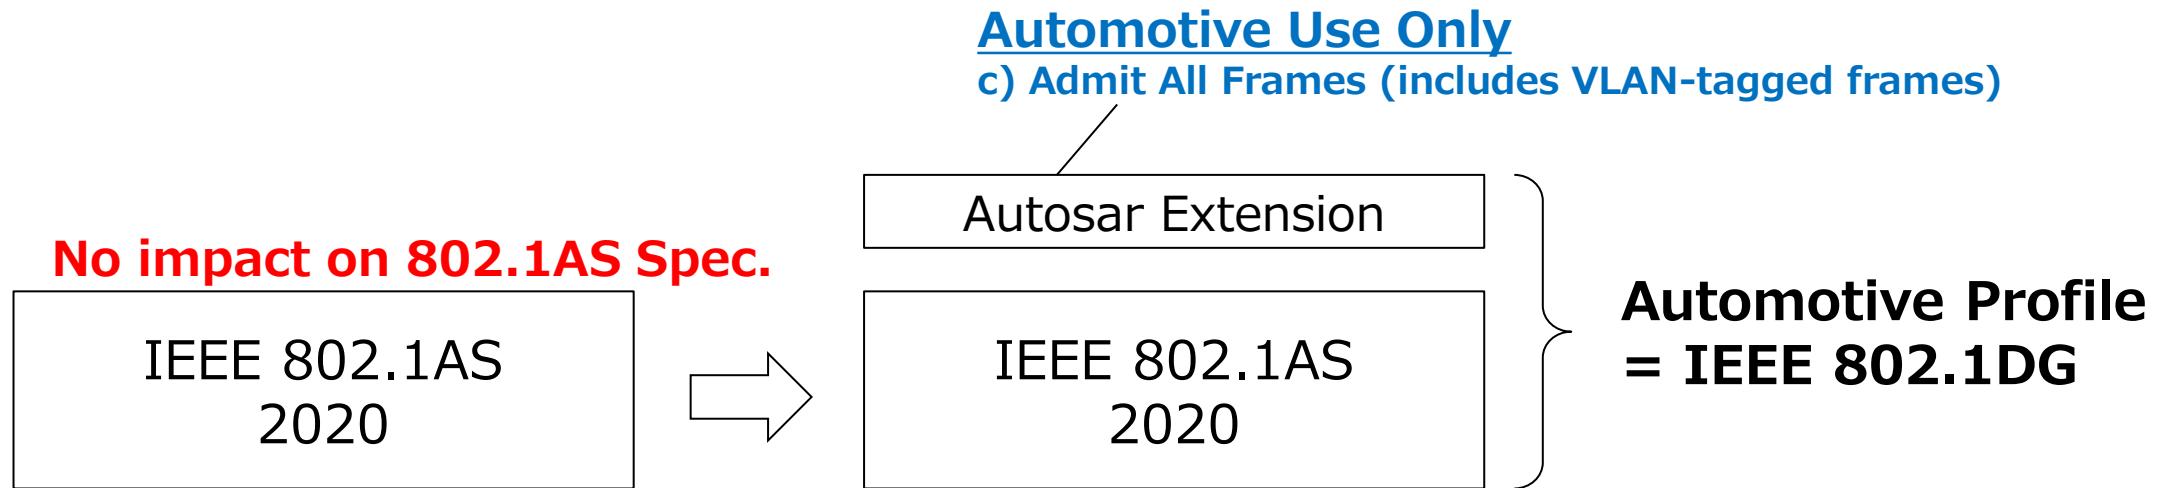 Automotive Use Only
c) Admit All Frames (includes VLAN-tagged frames)
Autosar Extension
No impact on 802.1AS Spec.
IEEE 802.1AS
2020
IEEE 802.1AS
2020
Automotive Profile
= IEEE 802.1DG